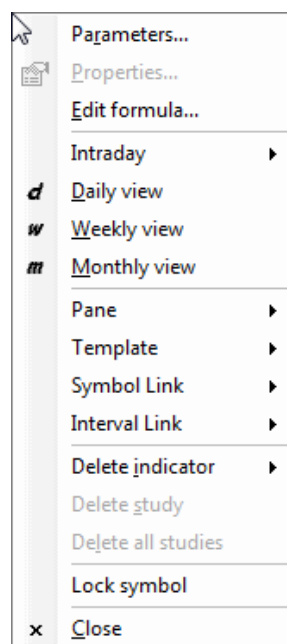 Parameters...
Properties...
Edit formula...
Intraday
d Daily view
w Weekly view
m Monthly view
Pane
Template
Symbol Link
Interval Link
Delete indicator
Delete study
Delete all studies
Lock symbol
Close